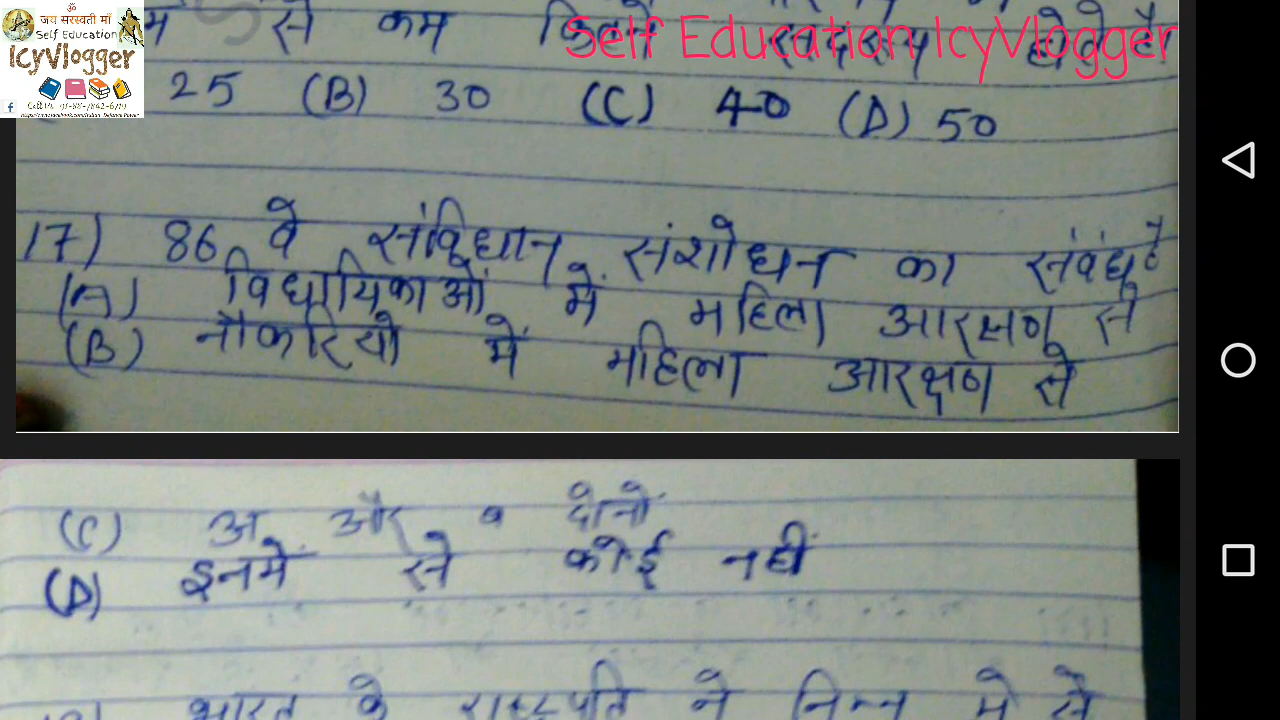 ॐ
जय सरस्वती माँ
Self Education
IcyVlogger
Self Education IcyVlogger
से कम होते है
25 (B) 30 (C) 40 (D) 50
17) 86 वे संविधान संशोधन का संबंध है
(A) विधायिकाओं में महिला आरक्षण से
(B) नौकरियो में महिला आरक्षण से
(C) अ और ब दोनों
(D) इनमें से कोई नहीं
भारत के राष्ट्रपति ने निम्न मे से